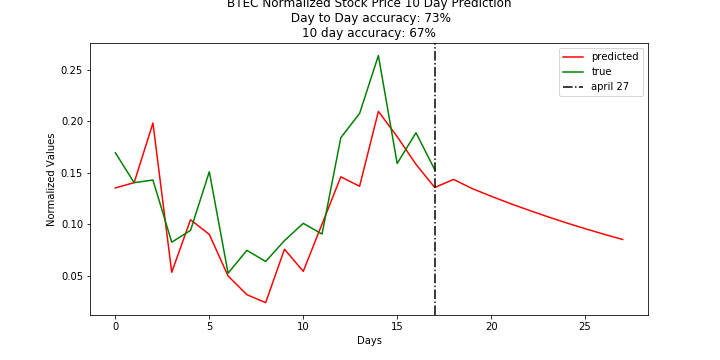 BTEC Normalized Stock Price 10 Day Prediction
Day to Day accuracy: 73%
10 day accuracy: 67%
predicted
true
april 27
Normalized Values
0.25
0.20
0.15
0.10
0.05
0 5 10 15 20 25
Days